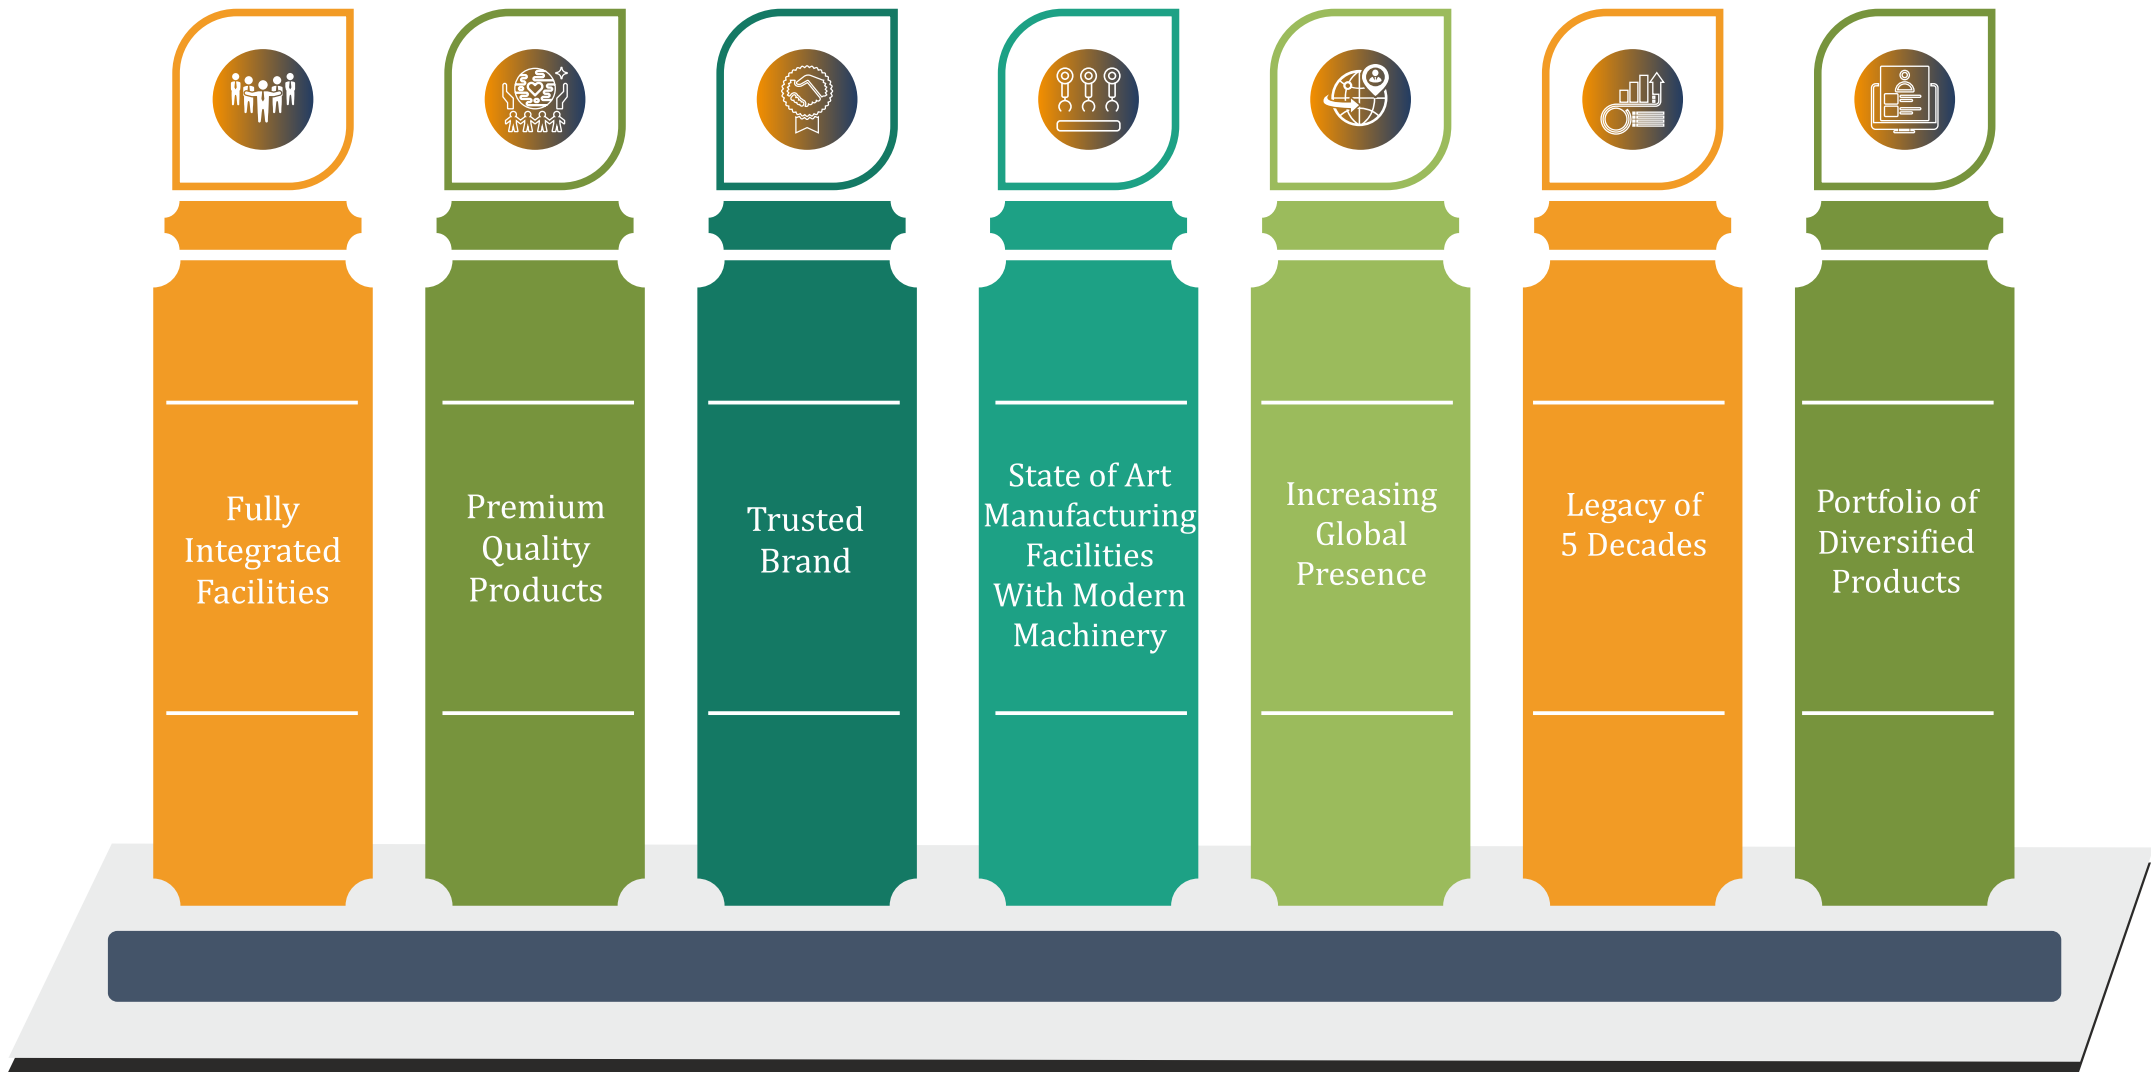 Fully
Integrated
Facilities
Premium
Quality
Products
Trusted
Brand
State of Art
Manufacturing
Facilities
With Modern
Machinery
Increasing
Global
Presence
Legacy of
5 Decades
Portfolio of
Diversified
Products